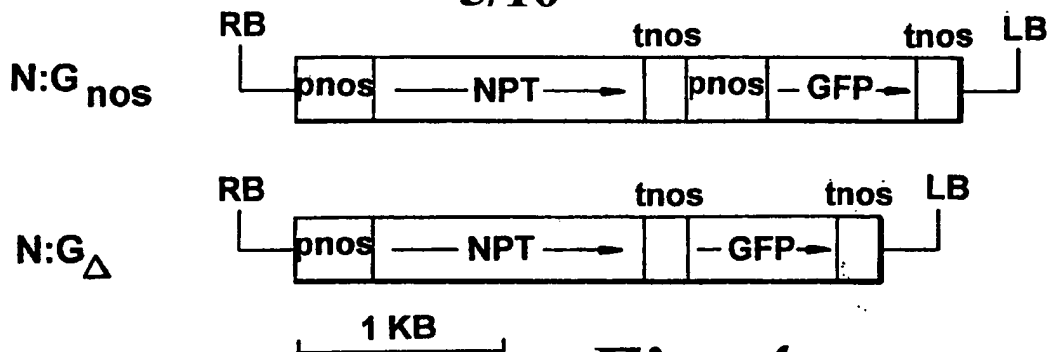 RB tnos tnos LB
N:G nos pnos NPT pnos GFP
RB tnos tnos LB
N:G△ pnos NPT GFP
1 KB